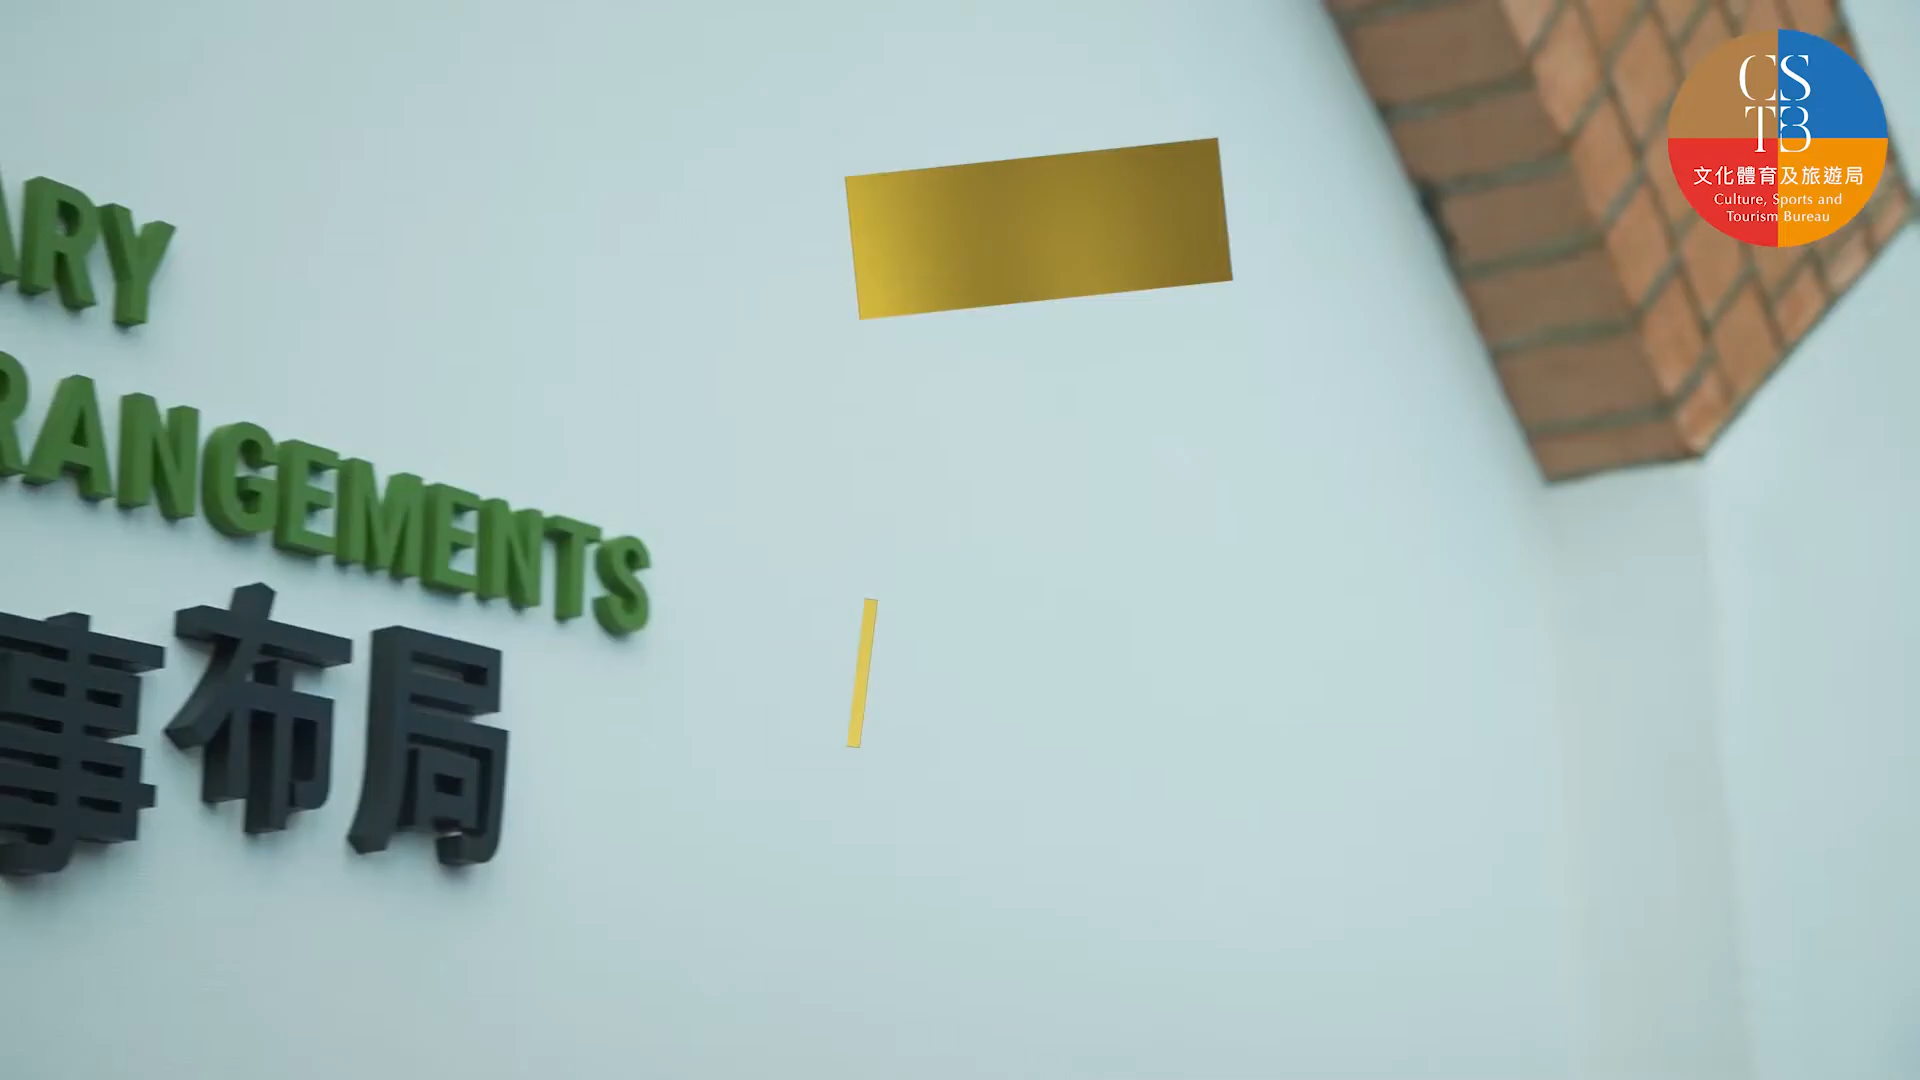 ARY
RANGEMENTS
事布局
CS
TB
文化體育及旅遊局
Culture, Sports and
Tourism Bureau